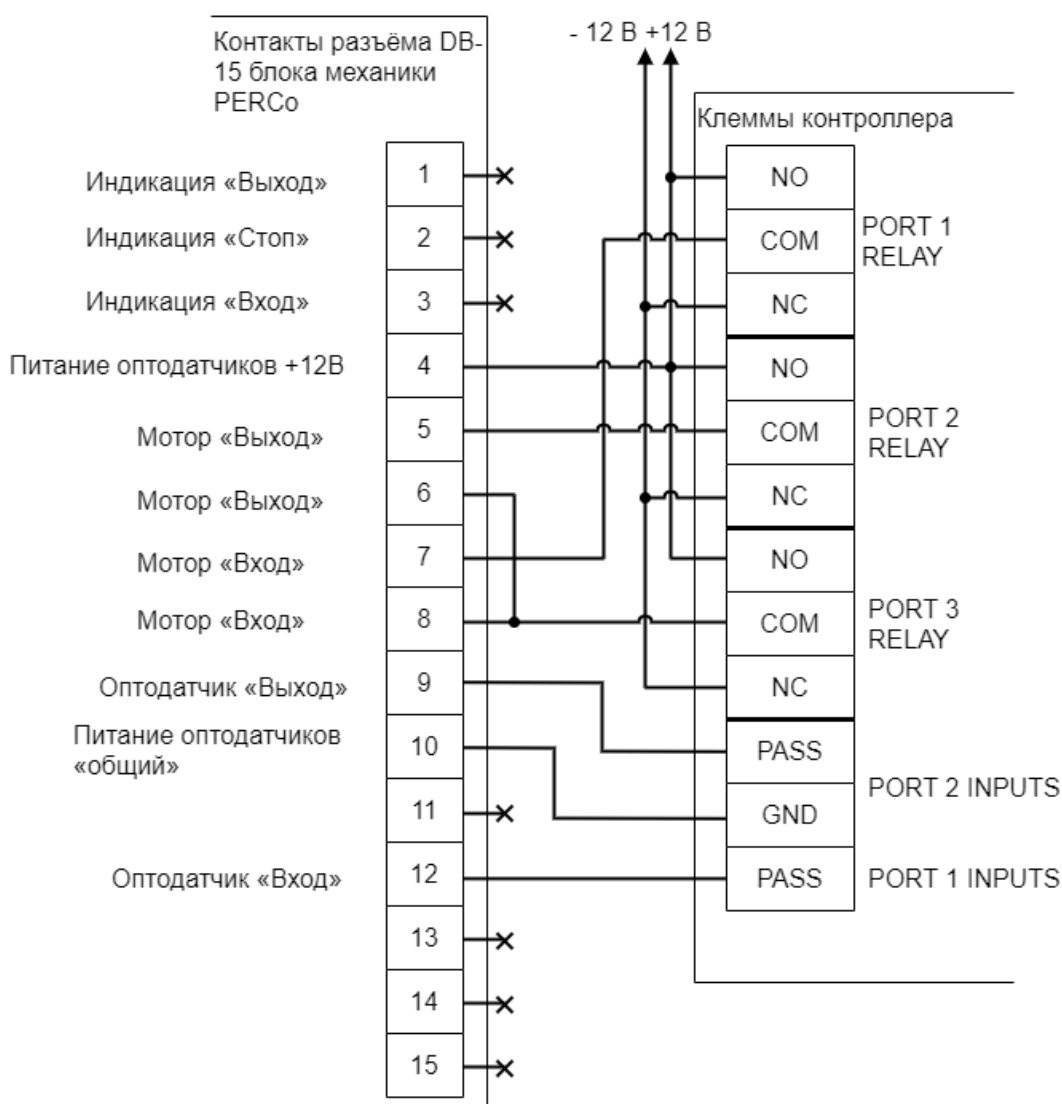 - 12 В +12 В
Контакты разъёма DB-
15 блока механики
PERCo
Клеммы контроллера
Индикация «Выход»
1
NO
Индикация «Стоп»
2
COM
PORT 1
RELAY
Индикация «Вход»
3
NC
Питание оптодатчиков +12В
4
NO
Мотор «Выход»
5
COM
PORT 2
RELAY
Мотор «Выход»
6
NC
Мотор «Вход»
7
NO
Мотор «Вход»
8
COM
PORT 3
RELAY
Оптодатчик «Выход»
9
NC
Питание оптодатчиков
«общий»
10
PASS
PORT 2 INPUTS
11
GND
Оптодатчик «Вход»
12
PASS
PORT 1 INPUTS
13
14
15